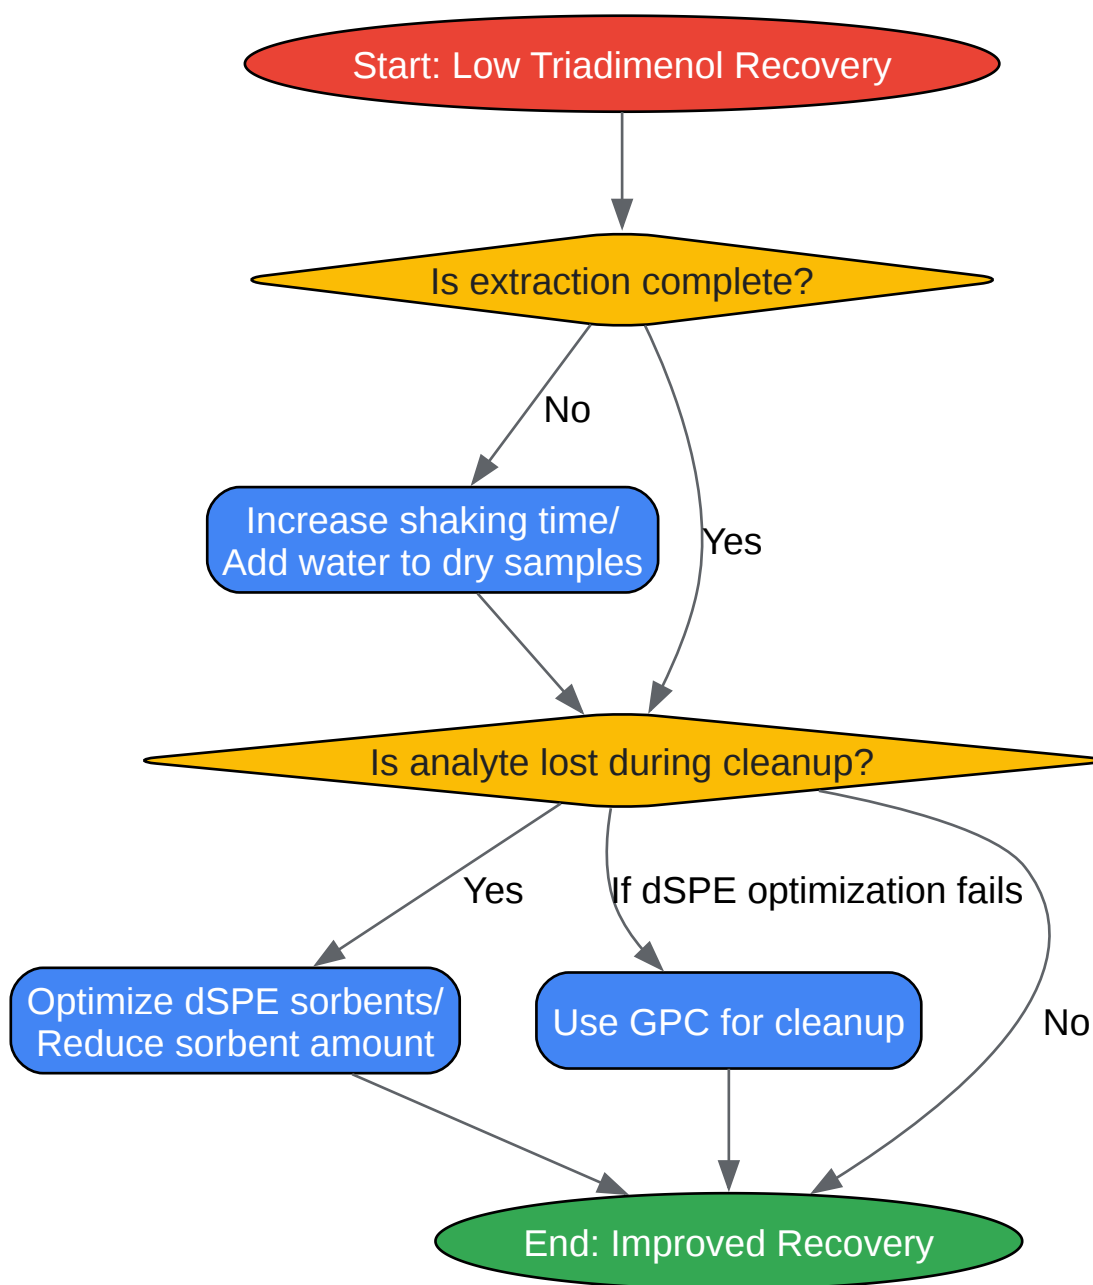 Start: Low Triadimenol Recovery
Is extraction complete?
No
Increase shaking time/
Add water to dry samples
Yes
Is analyte lost during cleanup?
Yes
If dSPE optimization fails
Optimize dSPE sorbents/
Reduce sorbent amount
Use GPC for cleanup
No
End: Improved Recovery